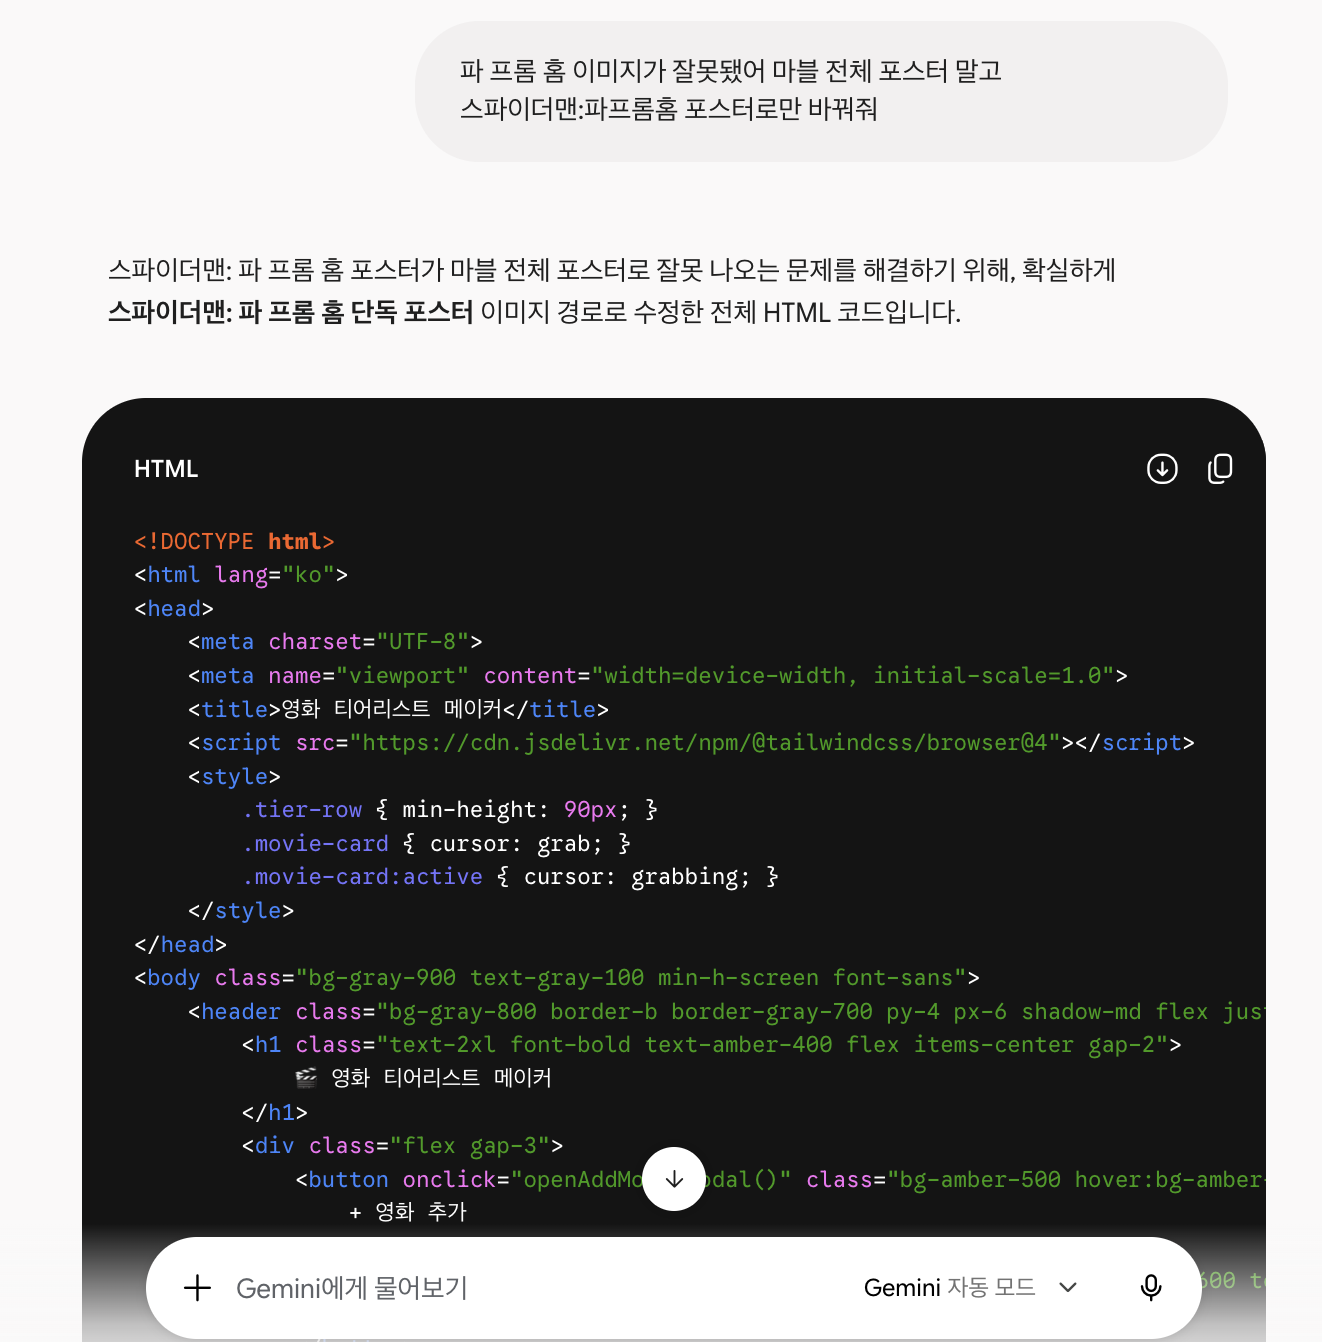 파 프롬 홈 이미지가 잘못됐어 마블 전체 포스터 말고
스파이더맨:파프롬홈 포스터로만 바꿔줘
스파이더맨: 파 프롬 홈 포스터가 마블 전체 포스터로 잘못 나오는 문제를 해결하기 위해, 확실하게
스파이더맨: 파 프롬 홈 단독 포스터 이미지 경로로 수정한 전체 HTML 코드입니다.
HTML
<!DOCTYPE html>
<html lang="ko">
<head>
    <meta charset="UTF-8">
    <meta name="viewport" content="width=device-width, initial-scale=1.0">
    <title>영화 티어리스트 메이커</title>
    <script src="https://cdn.jsdelivr.net/npm/@tailwindcss/browser@4"></script>
    <style>
        .tier-row { min-height: 90px; }
        .movie-card { cursor: grab; }
        .movie-card:active { cursor: grabbing; }
    </style>
</head>
<body class="bg-gray-900 text-gray-100 min-h-screen font-sans">
    <header class="bg-gray-800 border-b border-gray-700 py-4 px-6 shadow-md flex jus
        <h1 class="text-2xl font-bold text-amber-400 flex items-center gap-2">
            🎬 영화 티어리스트 메이커
        </h1>
        <div class="flex gap-3">
            <button onclick="openAddMo odal()" class="bg-amber-500 hover:bg-amber-
                + 영화 추가
Gemini에게 물어보기 Gemini 자동 모드